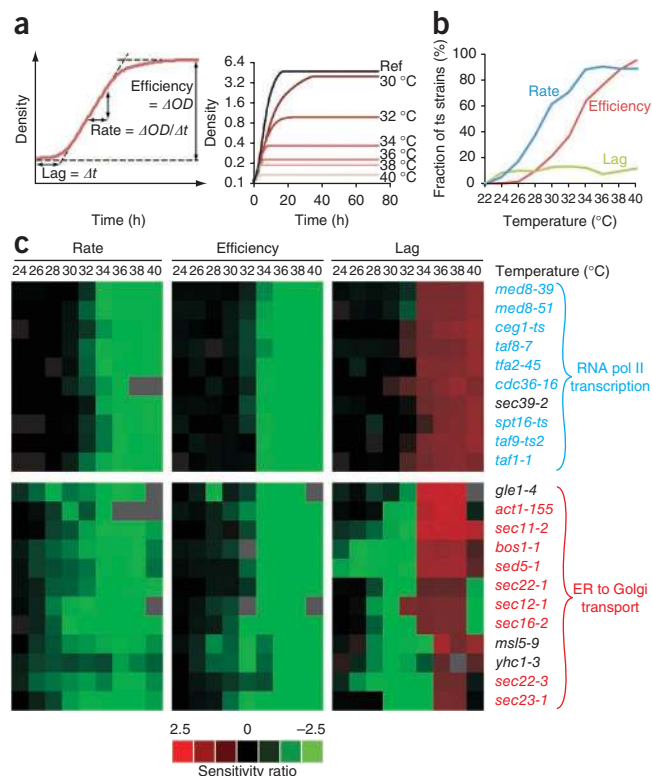 a
Density
Efficiency
= ΔOD
Rate = ΔOD/Δt
Lag = Δt
Time (h)
Density
6.4
3.2
1.6
0.8
0.4
0.2
0.1
0 20 40 60 80
Time (h)
Ref
30 °C
32 °C
34 °C
36 °C
38 °C
40 °C
b
Fraction of ts strains (%)
100
80
60
40
20
0
Rate
Efficiency
Lag
22 24 26 28 30 32 34 36 38 40
Temperature (°C)
c
Rate Efficiency Lag
24 26 28 30 32 34 36 38 40 24 26 28 30 32 34 36 38 40 24 26 28 30 32 34 36 38 40 Temperature (°C)
med8-39
med8-51
ceg1-ts
taf8-7
tfa2-45
cdc36-16
sec39-2
spt16-ts
taf9-ts2
taf1-1
RNA pol II
transcription
gle1-4
act1-155
sec11-2
bos1-1
sed5-1
sec22-1
sec12-1
sec16-2
msl5-9
yhc1-3
sec22-3
sec23-1
ER to Golgi
transport
2.5 0 −2.5
Sensitivity ratio